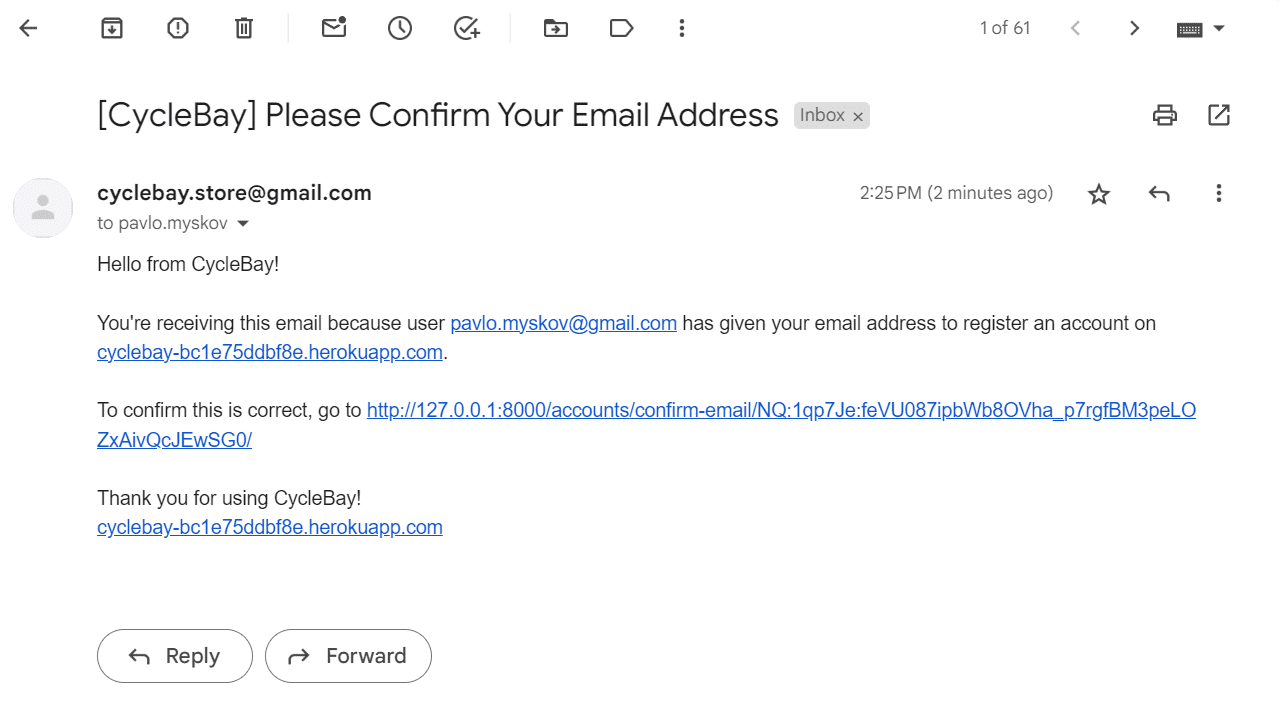 1 of 61
[CycleBay] Please Confirm Your Email Address Inbox ×
cyclebay.store@gmail.com 2:25 PM (2 minutes ago)
to pavlo.myskov
Hello from CycleBay!
You're receiving this email because user pavlo.myskov@gmail.com has given your email address to register an account on
cyclebay-bc1e75ddbf8e.herokuapp.com.
To confirm this is correct, go to http://127.0.0.1:8000/accounts/confirm-email/NQ:1qp7Je:feVU087ipbWb8OVha_p7rgfBM3peLO
ZxAivQcJEwSG0/
Thank you for using CycleBay!
cyclebay-bc1e75ddbf8e.herokuapp.com
Reply Forward